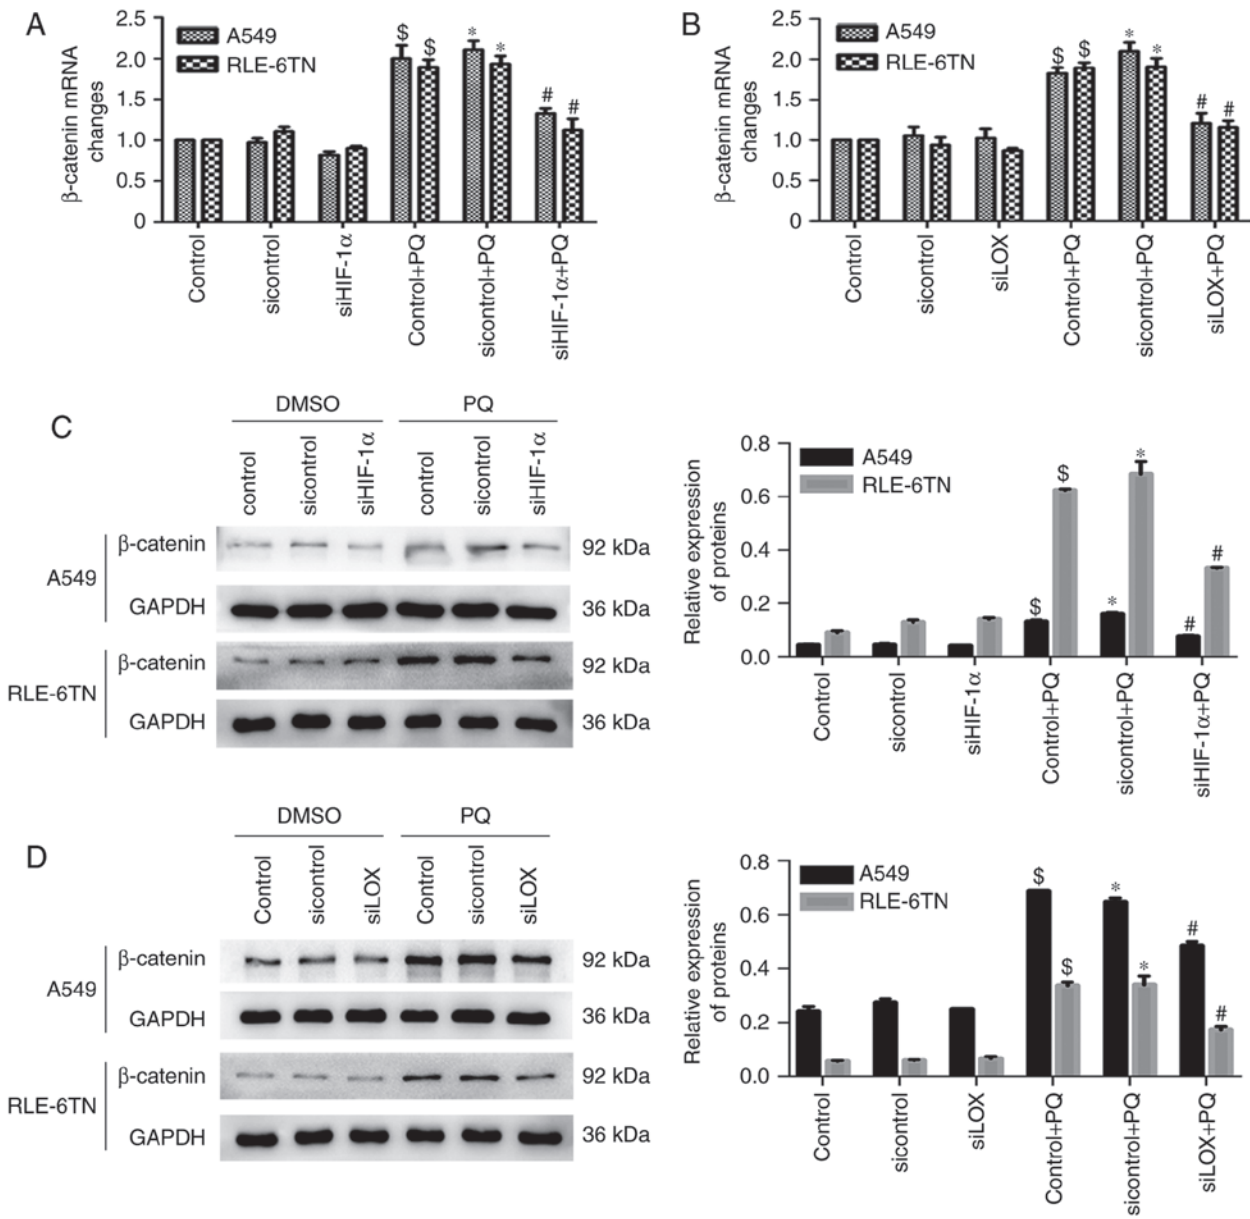 A
β-catenin mRNA
changes
2.5
2.0
1.5
1.0
0.5
0
A549
RLE-6TN
$
$
*
*
#
#
Control
sicontrol
siHIF-1α
Control+PQ
sicontrol+PQ
siHIF-1α+PQ
B
β-catenin mRNA
changes
2.5
2.0
1.5
1.0
0.5
0
A549
RLE-6TN
$
$
*
*
#
#
Control
sicontrol
siLOX
Control+PQ
sicontrol+PQ
siLOX+PQ
C
DMSO
PQ
control
sicontrol
siHIF-1α
control
sicontrol
siHIF-1α
A549
β-catenin
92 kDa
GAPDH
36 kDa
RLE-6TN
β-catenin
92 kDa
GAPDH
36 kDa
Relative expression
of proteins
0.8
0.6
0.4
0.2
0.0
A549
RLE-6TN
$
$
*
*
#
#
Control
sicontrol
siHIF-1α
Control+PQ
sicontrol+PQ
siHIF-1α+PQ
D
DMSO
PQ
Control
sicontrol
siLOX
Control
sicontrol
siLOX
A549
β-catenin
92 kDa
GAPDH
36 kDa
RLE-6TN
β-catenin
92 kDa
GAPDH
36 kDa
Relative expression
of proteins
0.8
0.6
0.4
0.2
0.0
A549
RLE-6TN
$
$
*
*
#
#
Control
sicontrol
siLOX
Control+PQ
sicontrol+PQ
siLOX+PQ